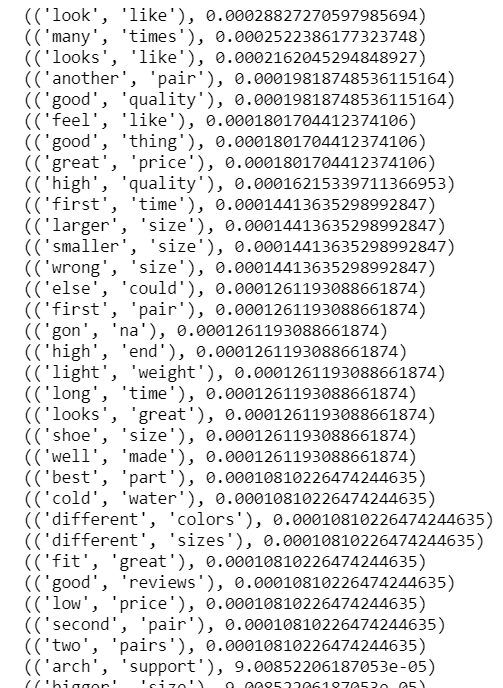 (('look', 'like'), 0.00028827270597985694)
(('many', 'times'), 0.0002522386177323748)
(('looks', 'like'), 0.00021620452948489​27)
(('another', 'pair'), 0.00019818748536115164)
(('good', 'quality'), 0.00019818748536115164)
(('feel', 'like'), 0.0001801704412374106)
(('good', 'thing'), 0.0001801704412374106)
(('great', 'price'), 0.0001801704412374106)
(('high', 'quality'), 0.00016215339711366953)
(('first', 'time'), 0.00014413635298992847)
(('larger', 'size'), 0.00014413635298992847)
(('smaller', 'size'), 0.00014413635298992847)
(('wrong', 'size'), 0.00014413635298992847)
(('else', 'could'), 0.0001261193088661874)
(('first', 'pair'), 0.0001261193088661874)
(('gon', 'na'), 0.0001261193088661874)
(('high', 'end'), 0.0001261193088661874)
(('light', 'weight'), 0.0001261193088661874)
(('long', 'time'), 0.0001261193088661874)
(('looks', 'great'), 0.0001261193088661874)
(('shoe', 'size'), 0.0001261193088661874)
(('well', 'made'), 0.0001261193088661874)
(('best', 'part'), 0.00010810226474244635)
(('cold', 'water'), 0.00010810226474244635)
(('different', 'colors'), 0.00010810226474244635)
(('different', 'sizes'), 0.00010810226474244635)
(('fit', 'great'), 0.00010810226474244635)
(('good', 'reviews'), 0.00010810226474244635)
(('low', 'price'), 0.00010810226474244635)
(('second', 'pair'), 0.00010810226474244635)
(('two', 'pairs'), 0.00010810226474244635)
(('arch', 'support'), 9.00852206187053e-05)
(('bigger', 'size'), 9.00852206187053e-05)